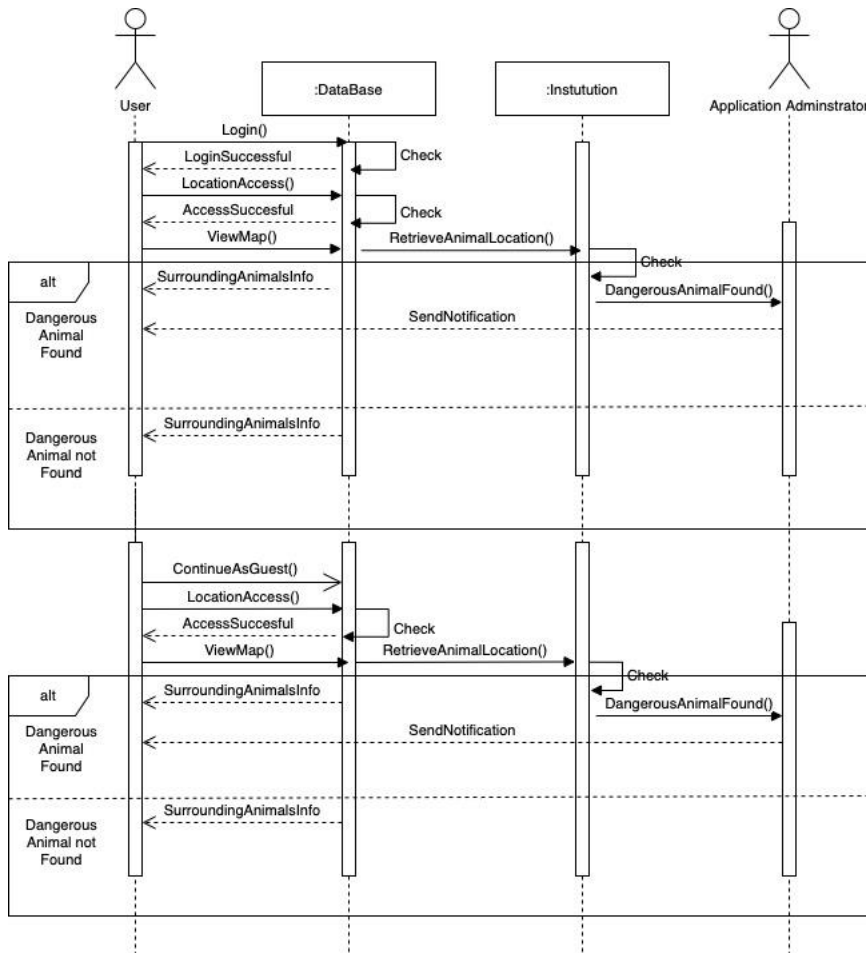 User
:DataBase
:Instutution
Application Adminstrator
Login()
Check
LoginSuccessful
LocationAccess()
Check
AccessSuccesful
ViewMap()
RetrieveAnimalLocation()
Check
alt
SurroundingAnimalsInfo
DangerousAnimalFound()
Dangerous
Animal
Found
SendNotification
SurroundingAnimalsInfo
Dangerous
Animal not
Found
ContinueAsGuest()
LocationAccess()
AccessSuccesful
Check
ViewMap()
RetrieveAnimalLocation()
Check
alt
SurroundingAnimalsInfo
DangerousAnimalFound()
Dangerous
Animal
Found
SendNotification
SurroundingAnimalsInfo
Dangerous
Animal not
Found